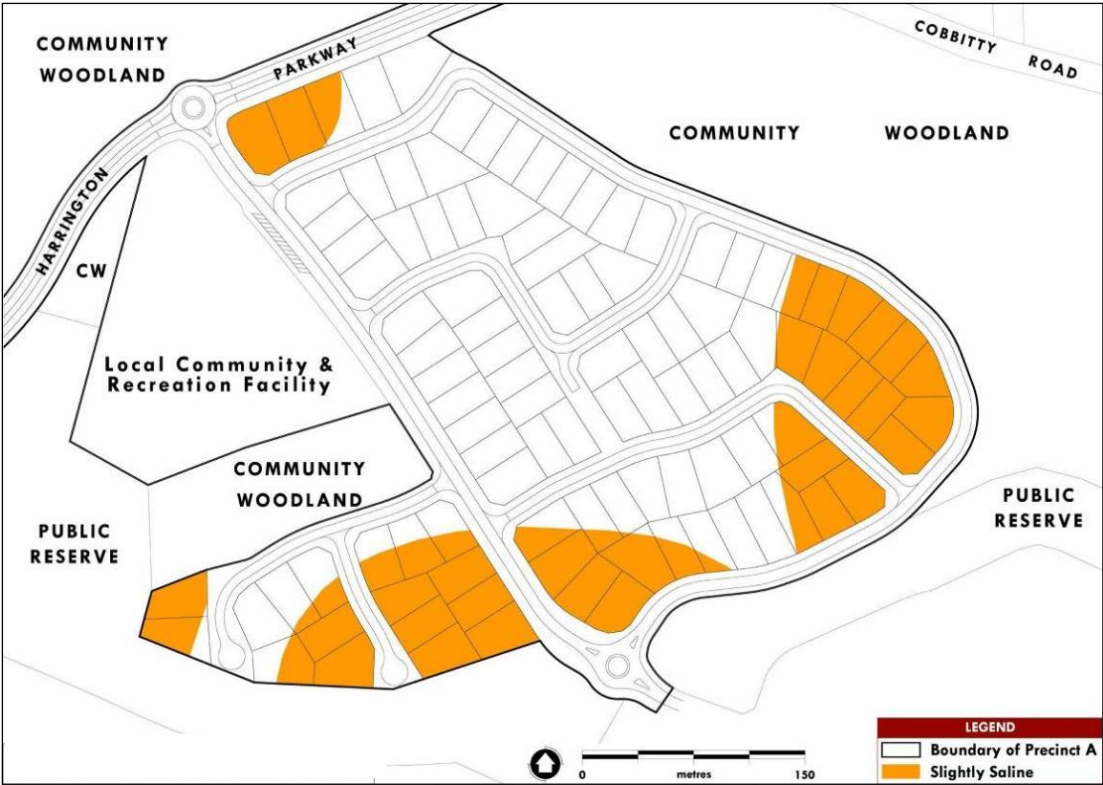 COMMUNITY
WOODLAND
PARKWAY
COBBITTY ROAD
COMMUNITY WOODLAND
HARRINGTON
CW
Local Community &
Recreation Facility
COMMUNITY
WOODLAND
PUBLIC
RESERVE
PUBLIC
RESERVE
LEGEND
Boundary of Precinct A
Slightly Saline
0 metres 150